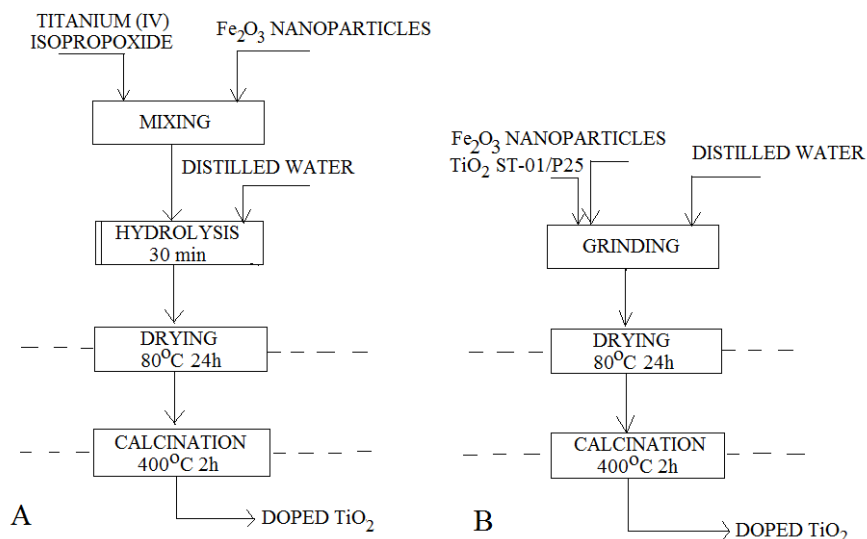 TITANIUM (IV)
ISOPROPOXIDE
Fe₂O₃ NANOPARTICLES
MIXING
DISTILLED WATER
HYDROLYSIS
30 min
DRYING
80°C 24h
CALCINATION
400°C 2h
DOPED TiO₂
A
Fe₂O₃ NANOPARTICLES
TiO₂ ST-01/P25
DISTILLED WATER
GRINDING
DRYING
80°C 24h
CALCINATION
400°C 2h
DOPED TiO₂
B